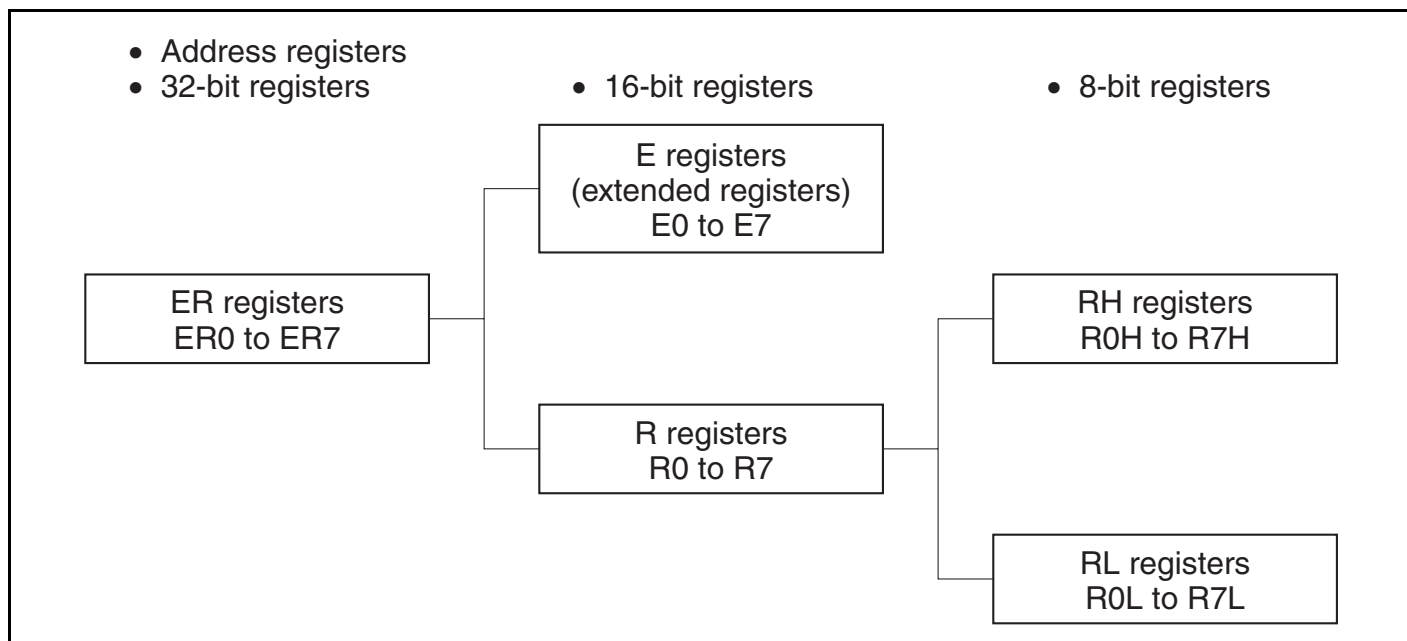 • Address registers
• 32-bit registers
• 16-bit registers
• 8-bit registers
E registers
(extended registers)
E0 to E7
ER registers
ER0 to ER7
RH registers
R0H to R7H
R registers
R0 to R7
RL registers
R0L to R7L